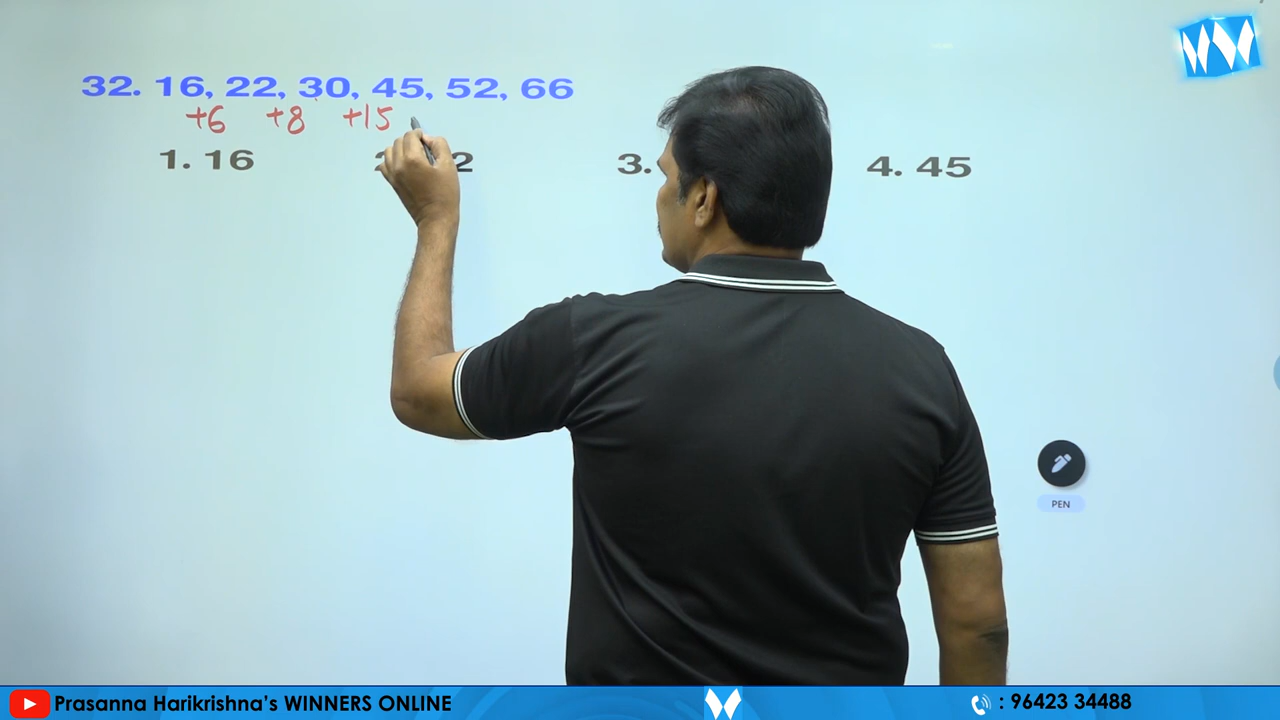 32. 16, 22, 30, 45, 52, 66
+6 +8 +15
1. 16
3.
4. 45
PEN
Prasanna Harikrishna's WINNERS ONLINE
: 96423 34488